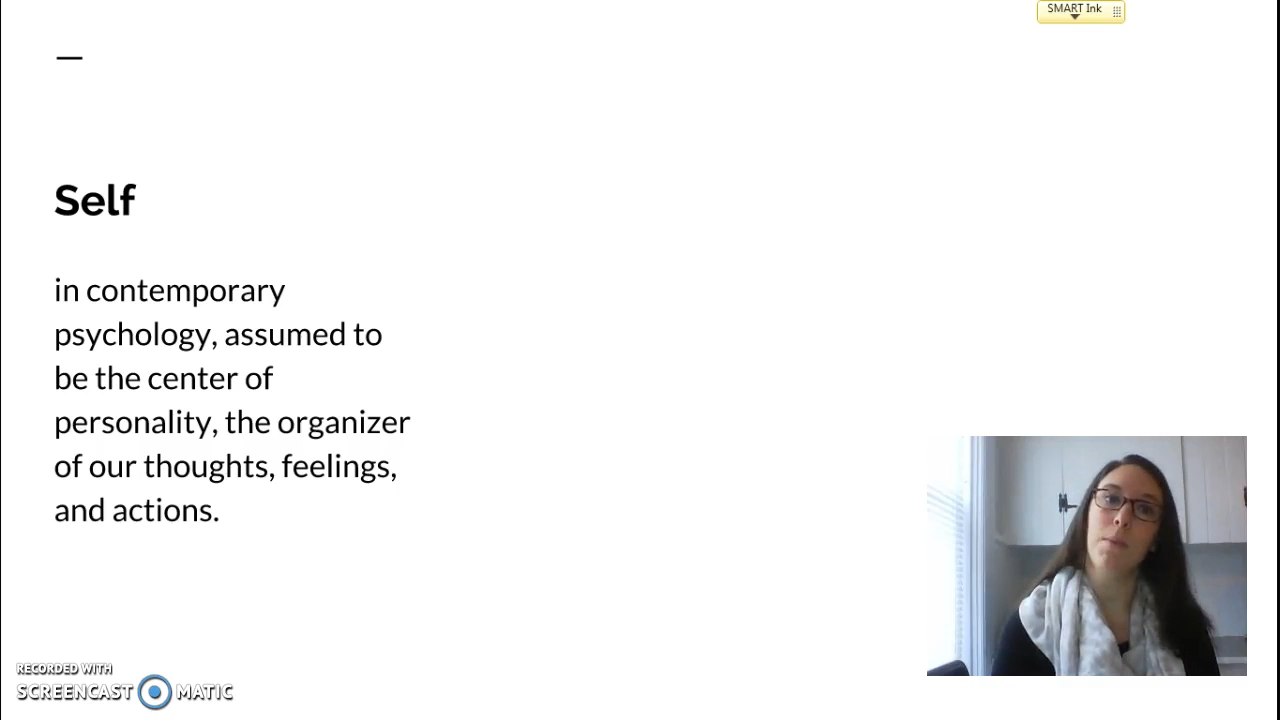 SMART Ink
—
Self
in contemporary
psychology, assumed to
be the center of
personality, the organizer
of our thoughts, feelings,
and actions.
RECORDED WITH
SCREENCAST MATIC